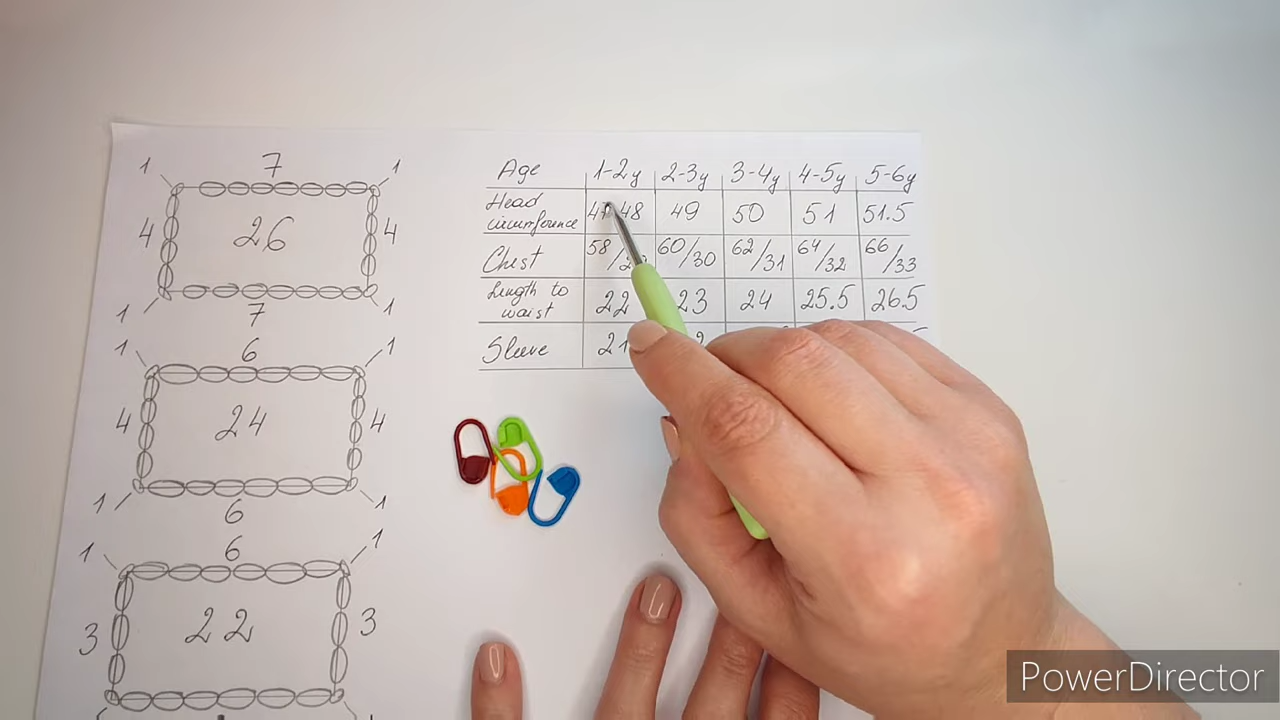 1 7 1
4 26 4
1 7 1
1 6 1
4 24 4
1 6 1
1 6 1
3 22 3
Age 1-2y 2-3y 3-4y 4-5y 5-6y
Head
circumference 48 49 50 51 51.5
Chest 58/ 60/30 62/31 64/32 66/33
Length to
waist 22 23 24 25.5 26.5
Sleeve 21
PowerDirector